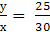 y/x = 25/30